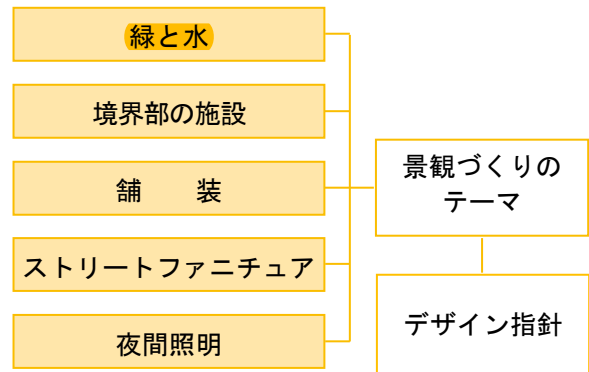 緑と水
境界部の施設
舗　　装
ストリートファニチュア
夜間照明
景観づくりの
テーマ
デザイン指針